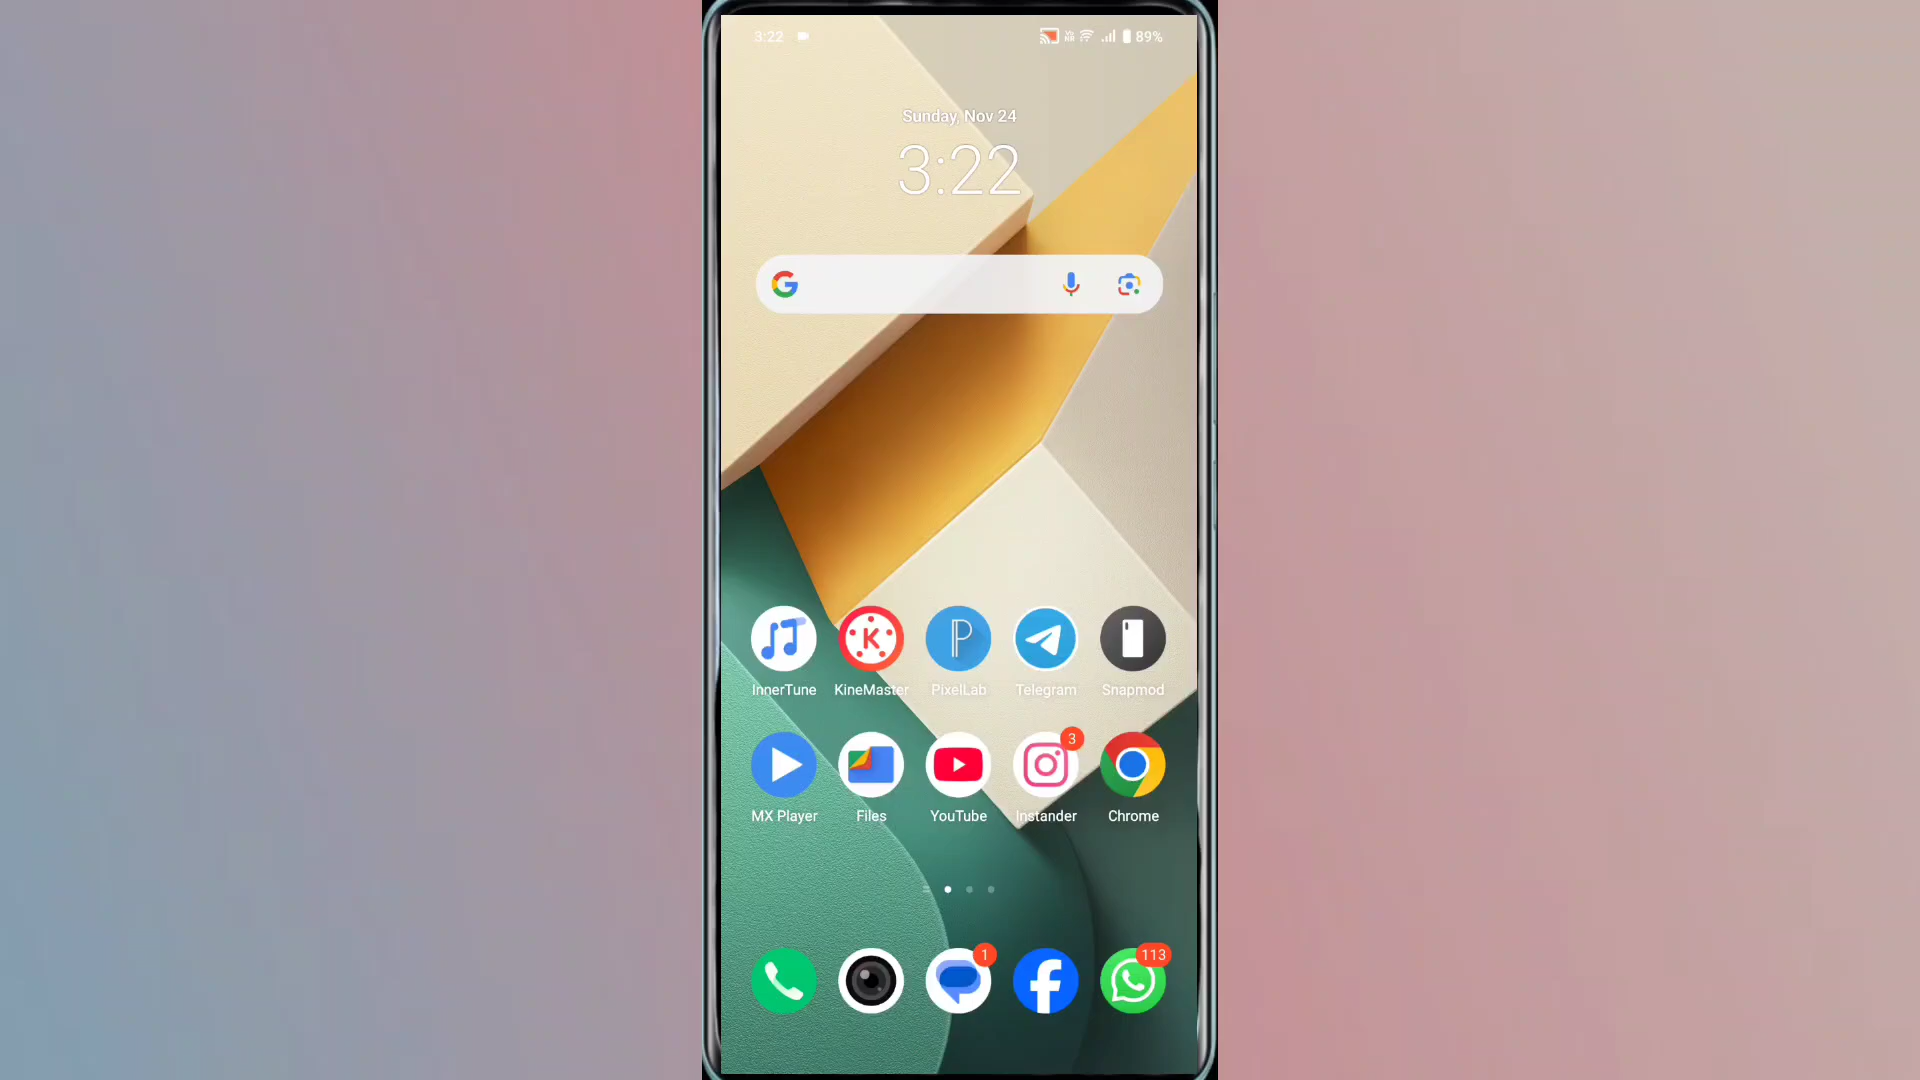 3:22 89%
Sunday, Nov 24
3:22
InnerTune KineMaster PixelLab Telegram Snapmod
3
MX Player Files YouTube Instander Chrome
1 113